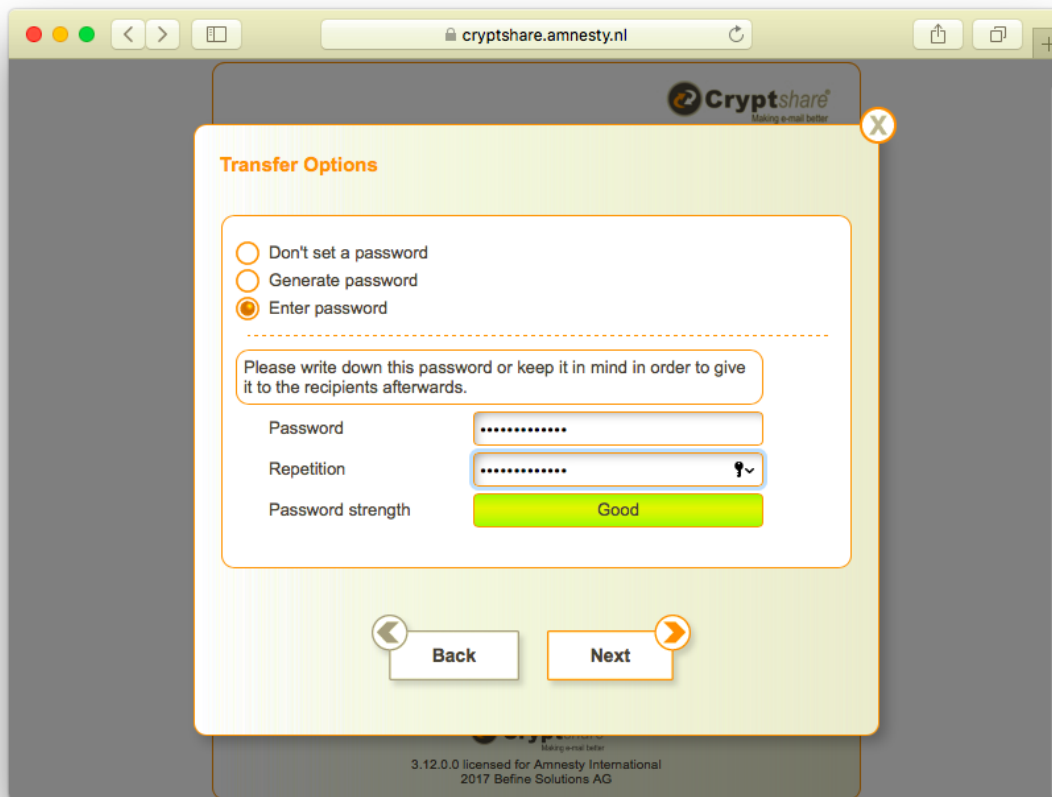 cryptshare.amnesty.nl
Cryptshare®
Making e-mail better
X
Transfer Options
Don't set a password
Generate password
Enter password
Please write down this password or keep it in mind in order to give
it to the recipients afterwards.
Password •••••••••••••
Repetition •••••••••••••
Password strength Good
Back Next
Cryptshare
Making e-mail better
3.12.0.0 licensed for Amnesty International
2017 Befine Solutions AG